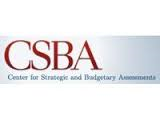 CSBA
Center for Strategic and Budgetary Assessments